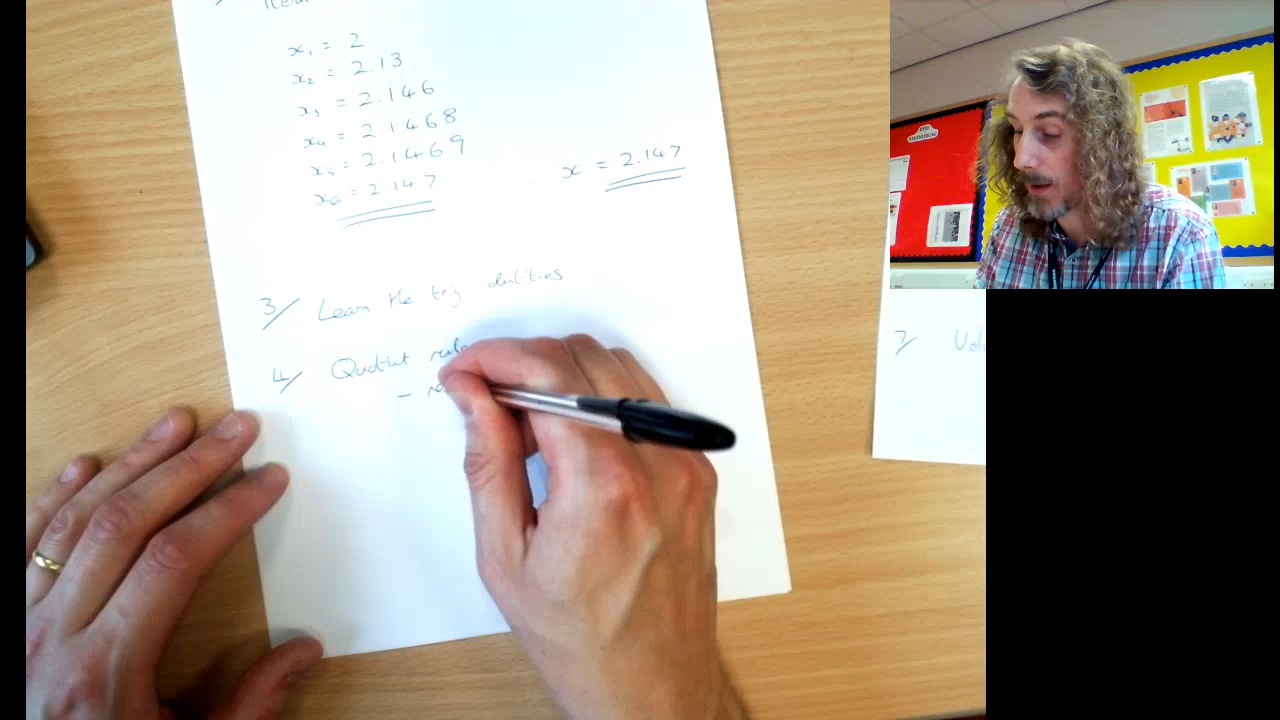 x₁ = 2
x₂ = 2.13
x₃ = 2.146
x₄ = 2.1468
x₅ = 2.1469
x₆ = 2.147
x = 2.147
3/ Learn the trig identities
4/ Quotient rule
-
7/